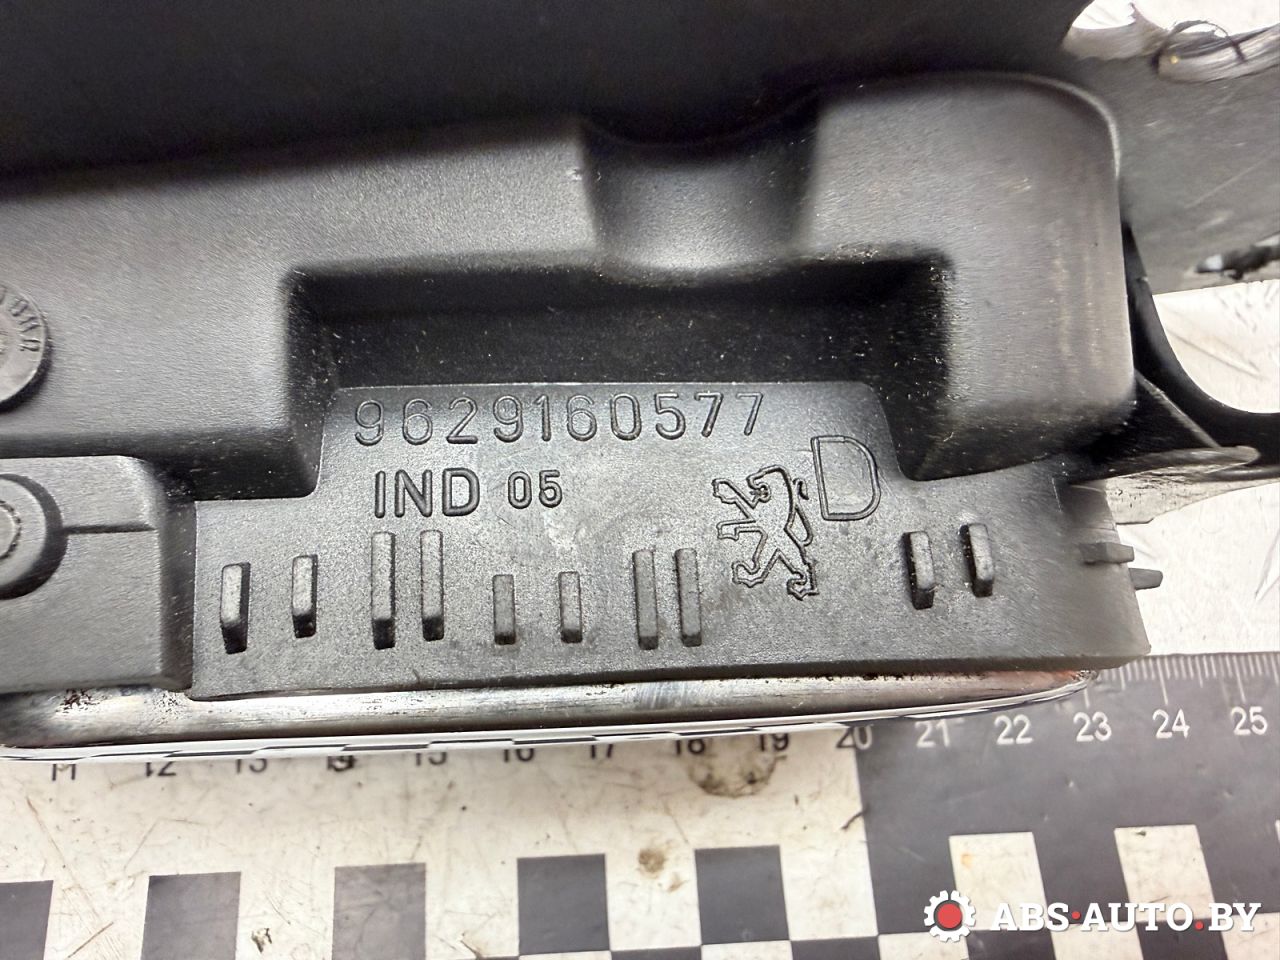 9629160577
IND 05
D
11 12 13 14 15 16 17 18 19 20 21 22 23 24 25
ABS-AUTO.BY